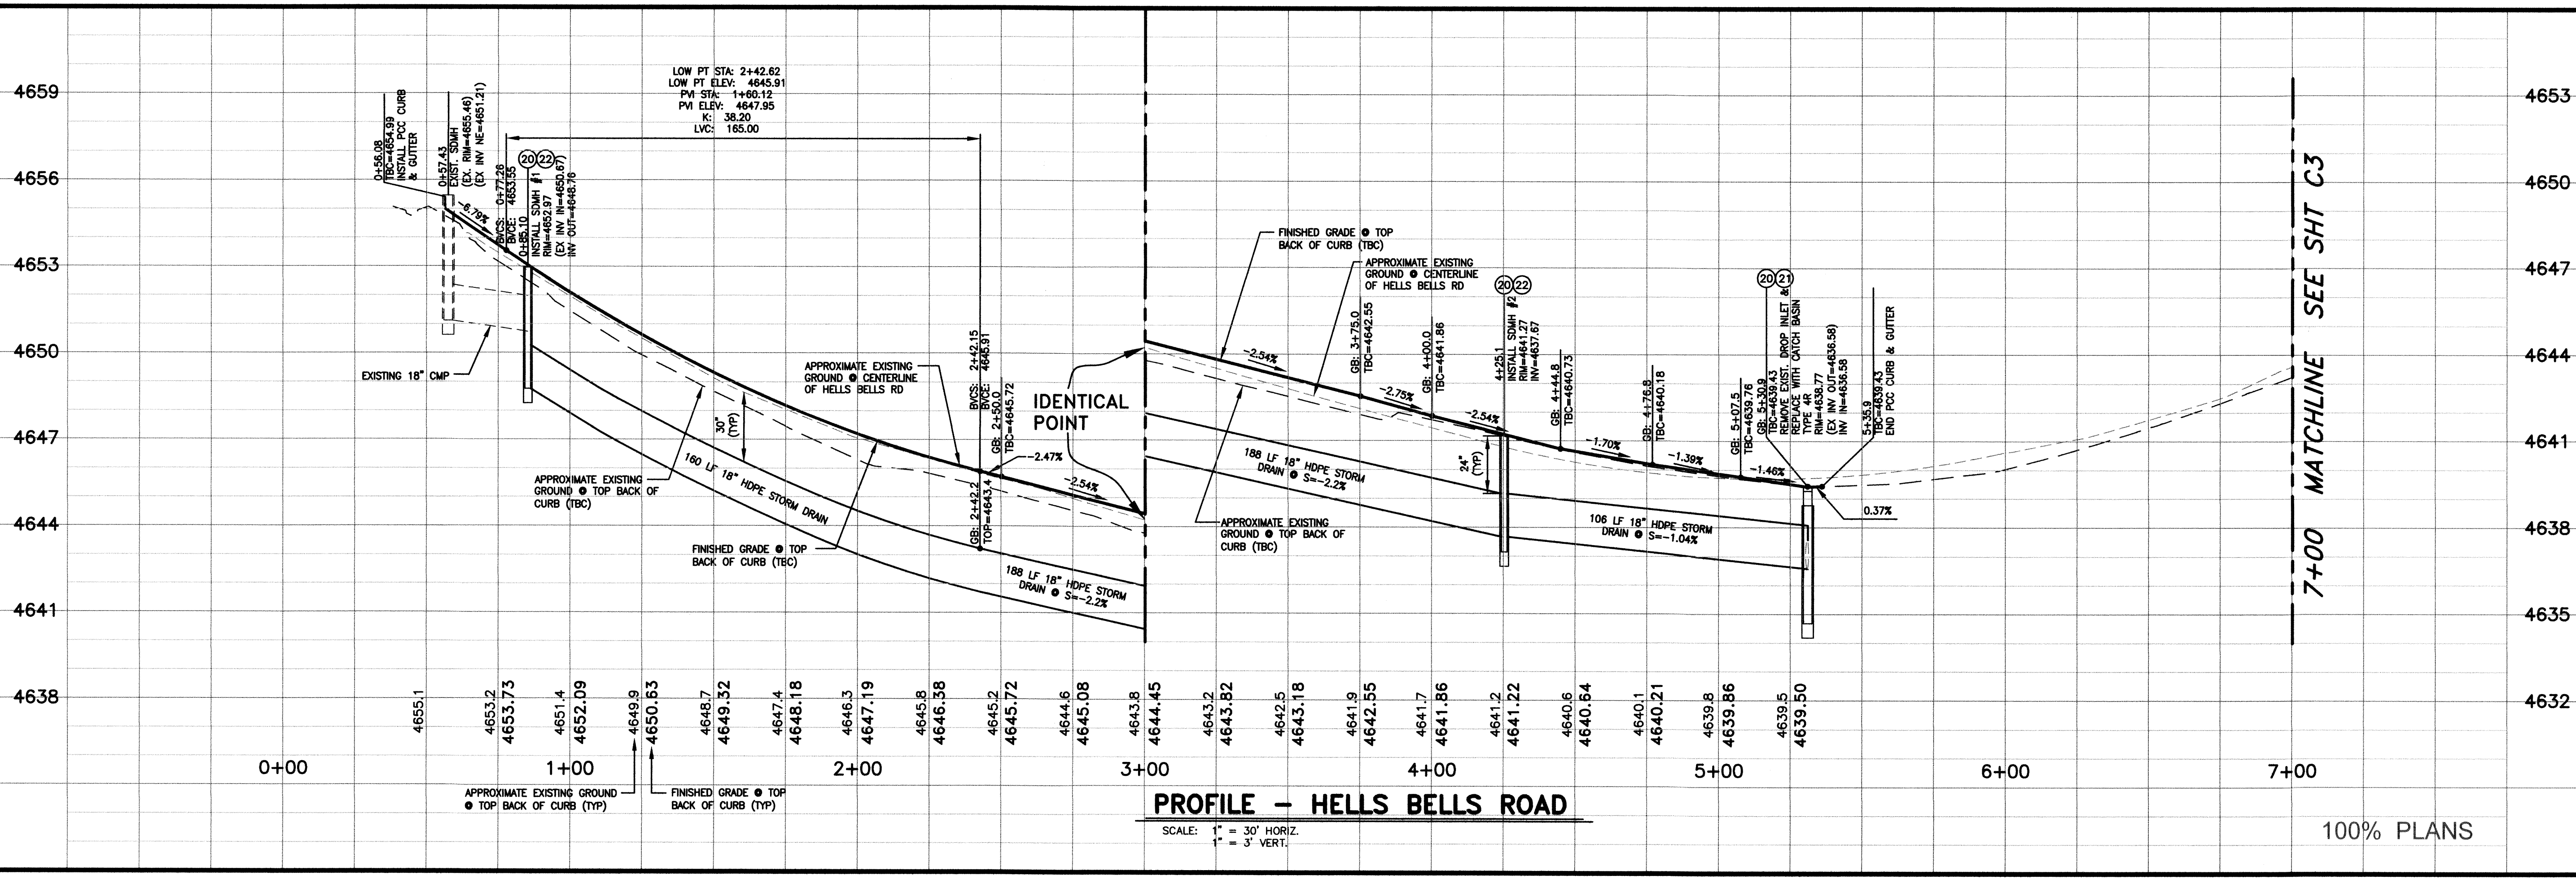 LOW PT STA: 2+42.62
LOW PT ELEV: 4645.91
PVI STA: 1+60.12
PVI ELEV: 4647.95
K: 38.20
LVC: 165.00
4659
4656
4653
4650
4647
4644
4641
4638
0+56.08
TBC=4654.99
INSTALL PCC CURB
& GUTTER
0+57.43
EXIST. SDMH
(EX. RIM=4655.46)
(EX INV NE=4651.21)
-6.79%
BVCS: 0+77.26
BVCE: 4653.55
20 22
0+85.10
INSTALL SDMH #1
RIM=4652.97
(EX INV IN=4650.67)
INV OUT=4648.76
EXISTING 18" CMP
APPROXIMATE EXISTING
GROUND @ TOP BACK OF
CURB (TBC)
30"
(TYP)
160 LF 18" HDPE STORM DRAIN
FINISHED GRADE @ TOP
BACK OF CURB (TBC)
APPROXIMATE EXISTING
GROUND @ CENTERLINE
OF HELLS BELLS RD
BVCS: 2+42.15
BVCE: 4645.91
GB: 2+50.0
TBC=4645.72
-2.47%
-2.54%
GB: 2+42.2
TOP=4643.4
188 LF 18" HDPE STORM
DRAIN @ S=-2.2%
IDENTICAL
POINT
FINISHED GRADE @ TOP
BACK OF CURB (TBC)
APPROXIMATE EXISTING
GROUND @ CENTERLINE
OF HELLS BELLS RD
-2.54%
GB: 3+75.0
TBC=4642.55
-2.75%
GB: 4+00.0
TBC=4641.86
-2.54%
20 22
4+25.1
INSTALL SDMH #2
RIM=4641.27
INV=4637.67
24"
(TYP)
188 LF 18" HDPE STORM
DRAIN @ S=-2.2%
APPROXIMATE EXISTING
GROUND @ TOP BACK OF
CURB (TBC)
GB: 4+44.8
TBC=4640.73
-1.70%
GB: 4+76.8
TBC=4640.18
-1.39%
GB: 5+07.5
TBC=4639.76
-1.46%
20 21
GB: 5+30.9
TBC=4639.43
REMOVE EXIST. DROP INLET &
REPLACE WITH CATCH BASIN
TYPE 4R
RIM=4638.77
(EX INV OUT=4636.58)
INV IN=4636.58
5+35.9
TBC=4639.43
END PCC CURB & GUTTER
0.37%
106 LF 18" HDPE STORM
DRAIN @ S=-1.04%
7+00 MATCHLINE SEE SHT C3
4653
4650
4647
4644
4641
4638
4635
4632
4655.1
4653.2
4653.73
4651.4
4652.09
4649.9
4650.63
4648.7
4649.32
4647.4
4648.18
4646.3
4647.19
4645.8
4646.38
4645.2
4645.72
4644.6
4645.08
4643.8
4644.45
4643.2
4643.82
4642.5
4643.18
4641.9
4642.55
4641.7
4641.86
4641.2
4641.22
4640.6
4640.64
4640.1
4640.21
4639.8
4639.86
4639.5
4639.50
0+00 1+00 2+00 3+00 4+00 5+00 6+00 7+00
APPROXIMATE EXISTING GROUND
@ TOP BACK OF CURB (TYP)
FINISHED GRADE @ TOP
BACK OF CURB (TYP)
PROFILE - HELLS BELLS ROAD
SCALE: 1" = 30' HORIZ.
1" = 3' VERT.
100% PLANS